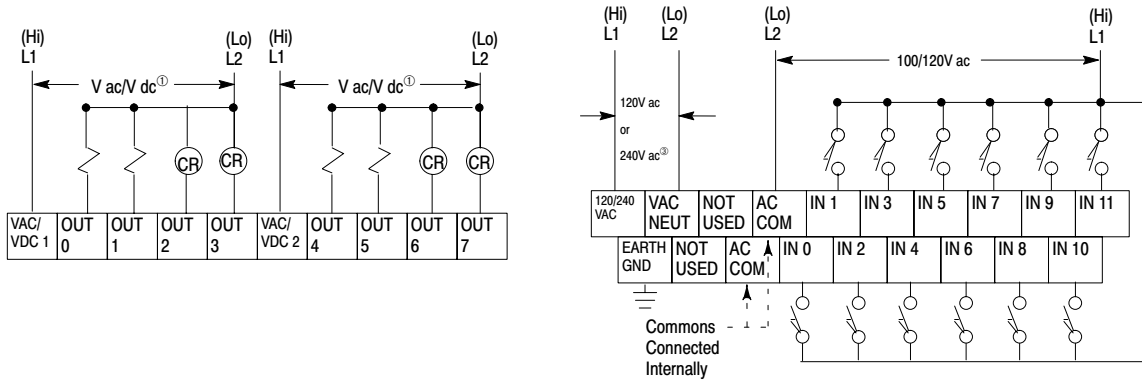 (Hi)
L1
(Lo)
L2
(Hi)
L1
(Lo)
L2
V ac/V dc①
V ac/V dc①
CR
CR
CR
CR
VAC/
VDC 1
OUT
0
OUT
1
OUT
2
OUT
3
VAC/
VDC 2
OUT
4
OUT
5
OUT
6
OUT
7
(Hi)
L1
(Lo)
L2
(Lo)
L2
(Hi)
L1
100/120V ac
120V ac
or
240V ac③
120/240
VAC
VAC
NEUT
NOT
USED
AC
COM
IN 1
IN 3
IN 5
IN 7
IN 9
IN 11
EARTH
GND
NOT
USED
AC
COM
IN 0
IN 2
IN 4
IN 6
IN 8
IN 10
Commons
Connected
Internally